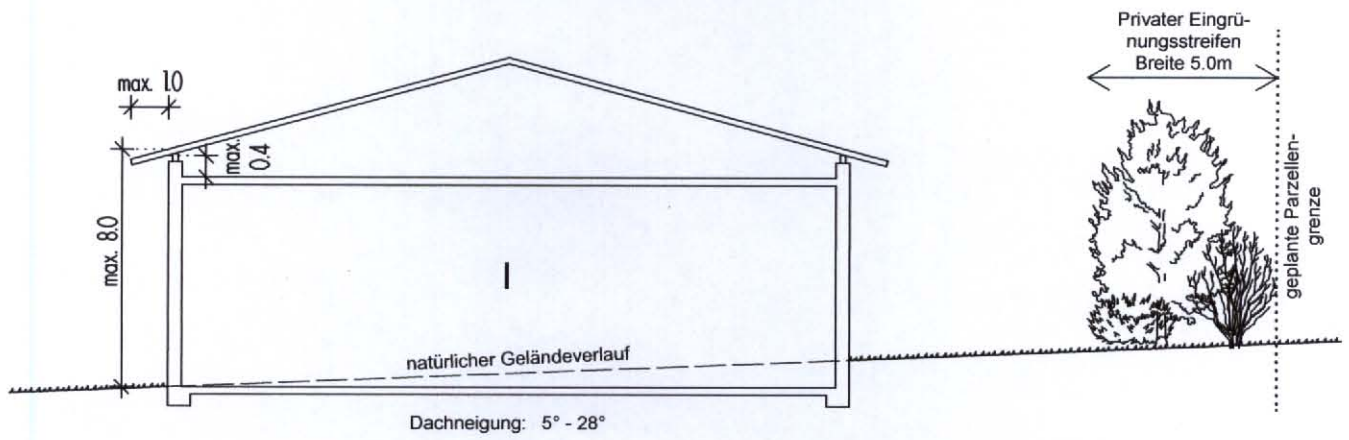 Privater Eingrü-
nungsstreifen
Breite 5.0m
max. 1.0
max.
0.4
max. 8.0
I
geplante Parzellen-
grenze
natürlicher Geländeverlauf
Dachneigung: 5° - 28°